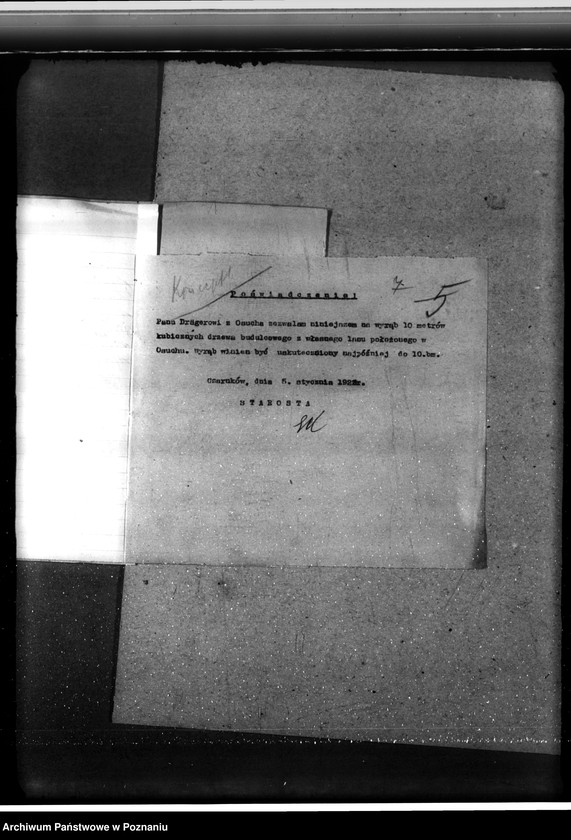 Koncept
7 5
Poświadczenie!
Panu Drägerowi z Osucha zezwalam niniejszem na wyrąb 10 metrów
kubicznych drzewa budulcowego z własnego lasu położonego w
Osuchu. Wyrąb winien być uskuteczniony najpóźniej do 10.bm.
Czarnków, dnia 5. stycznia r.
STAROSTA
Archiwum Państwowe w Poznaniu